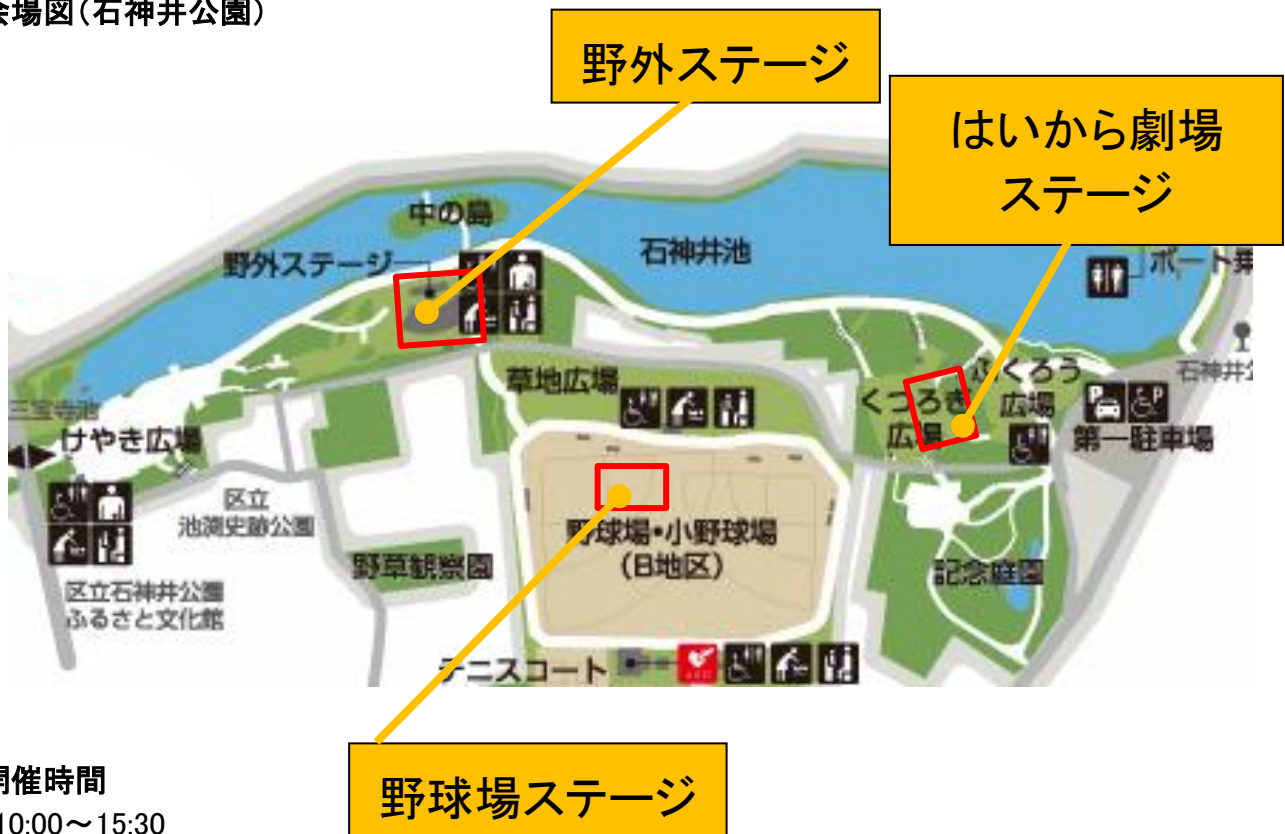 会場図（石神井公園）
野外ステージ
はいから劇場
ステージ
中の島
野外ステージ
石神井池
ボート乗
三宝寺池
けやき広場
草地広場
くつろぎ
広場
ふくろう
広場
石神井公
第一駐車場
区立
池淵史跡公園
野草観察園
野球場・小野球場
（B地区）
記念庭園
区立石神井公園
ふるさと文化館
テニスコート
AED
野球場ステージ
開催時間
10:00～15:30